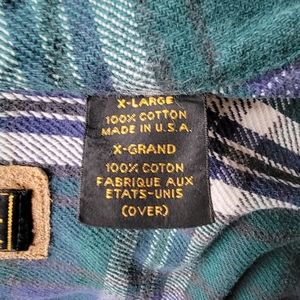 X-LARGE
100% COTTON
MADE IN U.S.A.
X-GRAND
100% COTON
FABRIQUE AUX
ETATS-UNIS
(OVER)